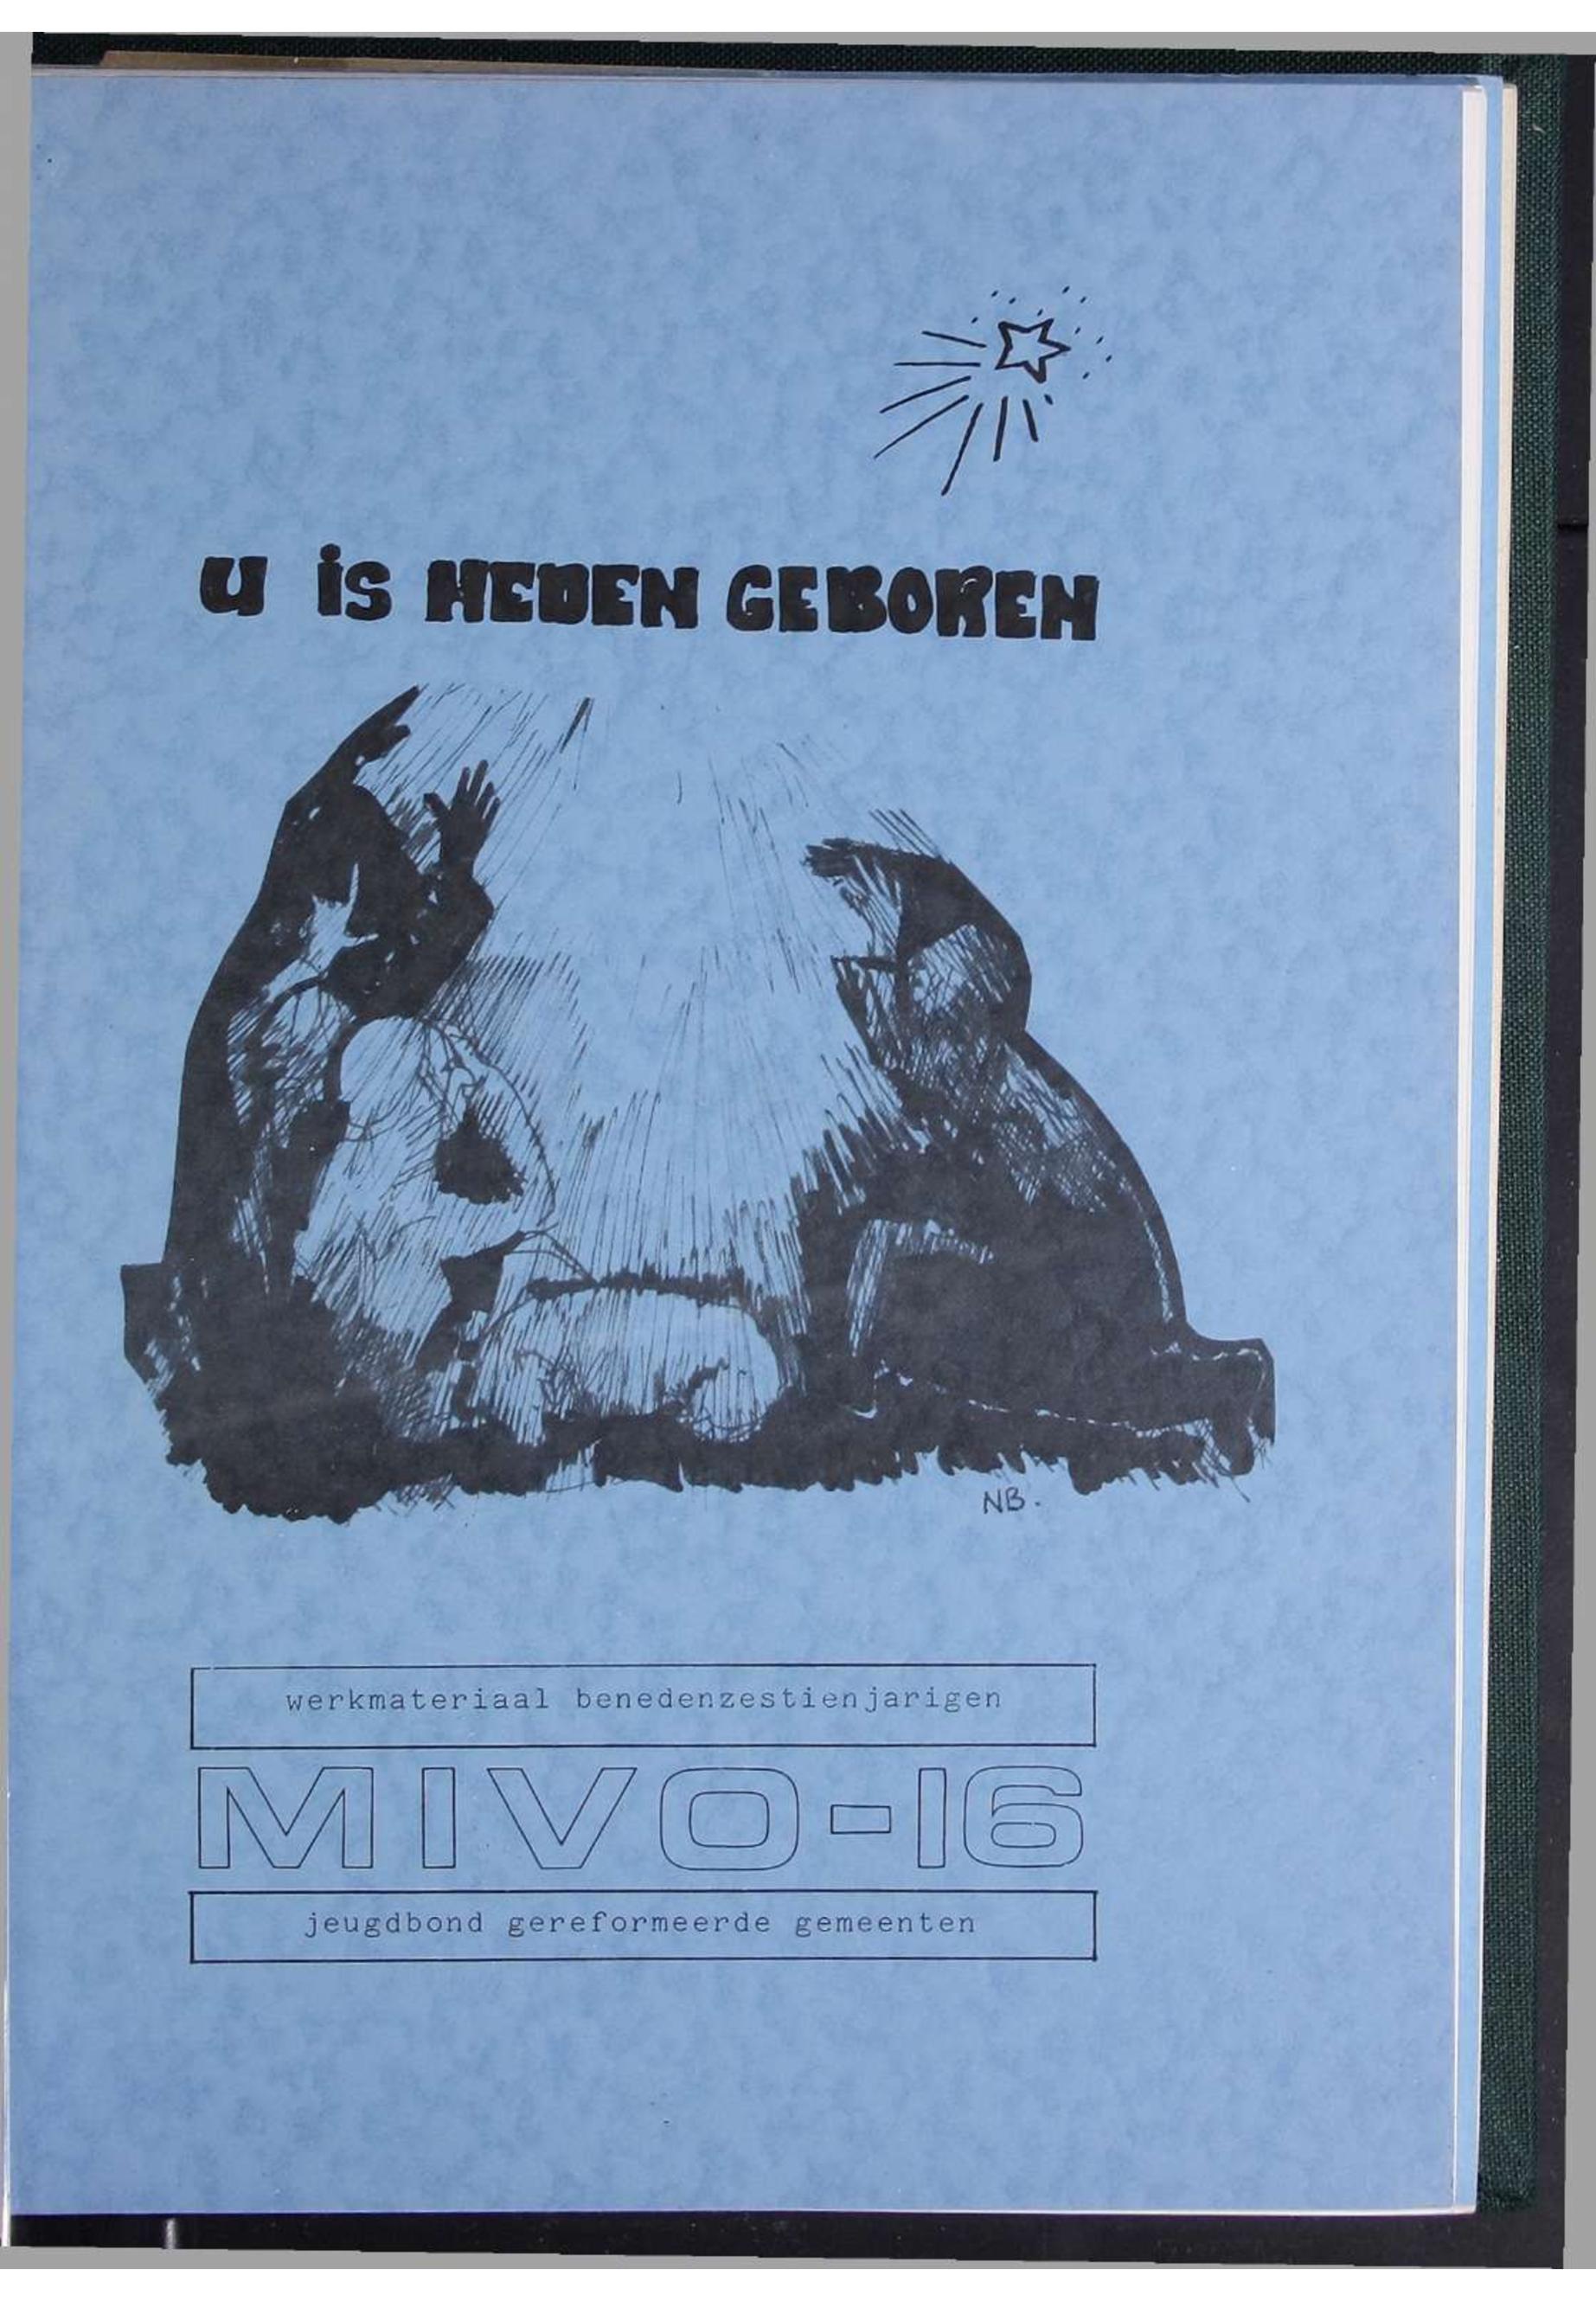 u is HEDEN GEBOREN
NB.
werkmateriaal benedenzestienjarigen
MIVO-16
jeugdbond gereformeerde gemeenten